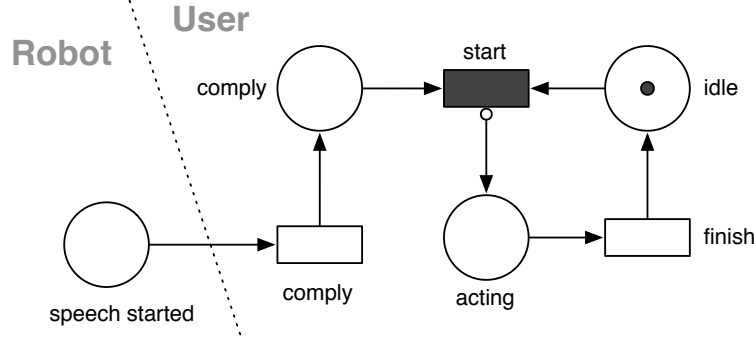 User
Robot
start
comply
idle
finish
comply
acting
speech started